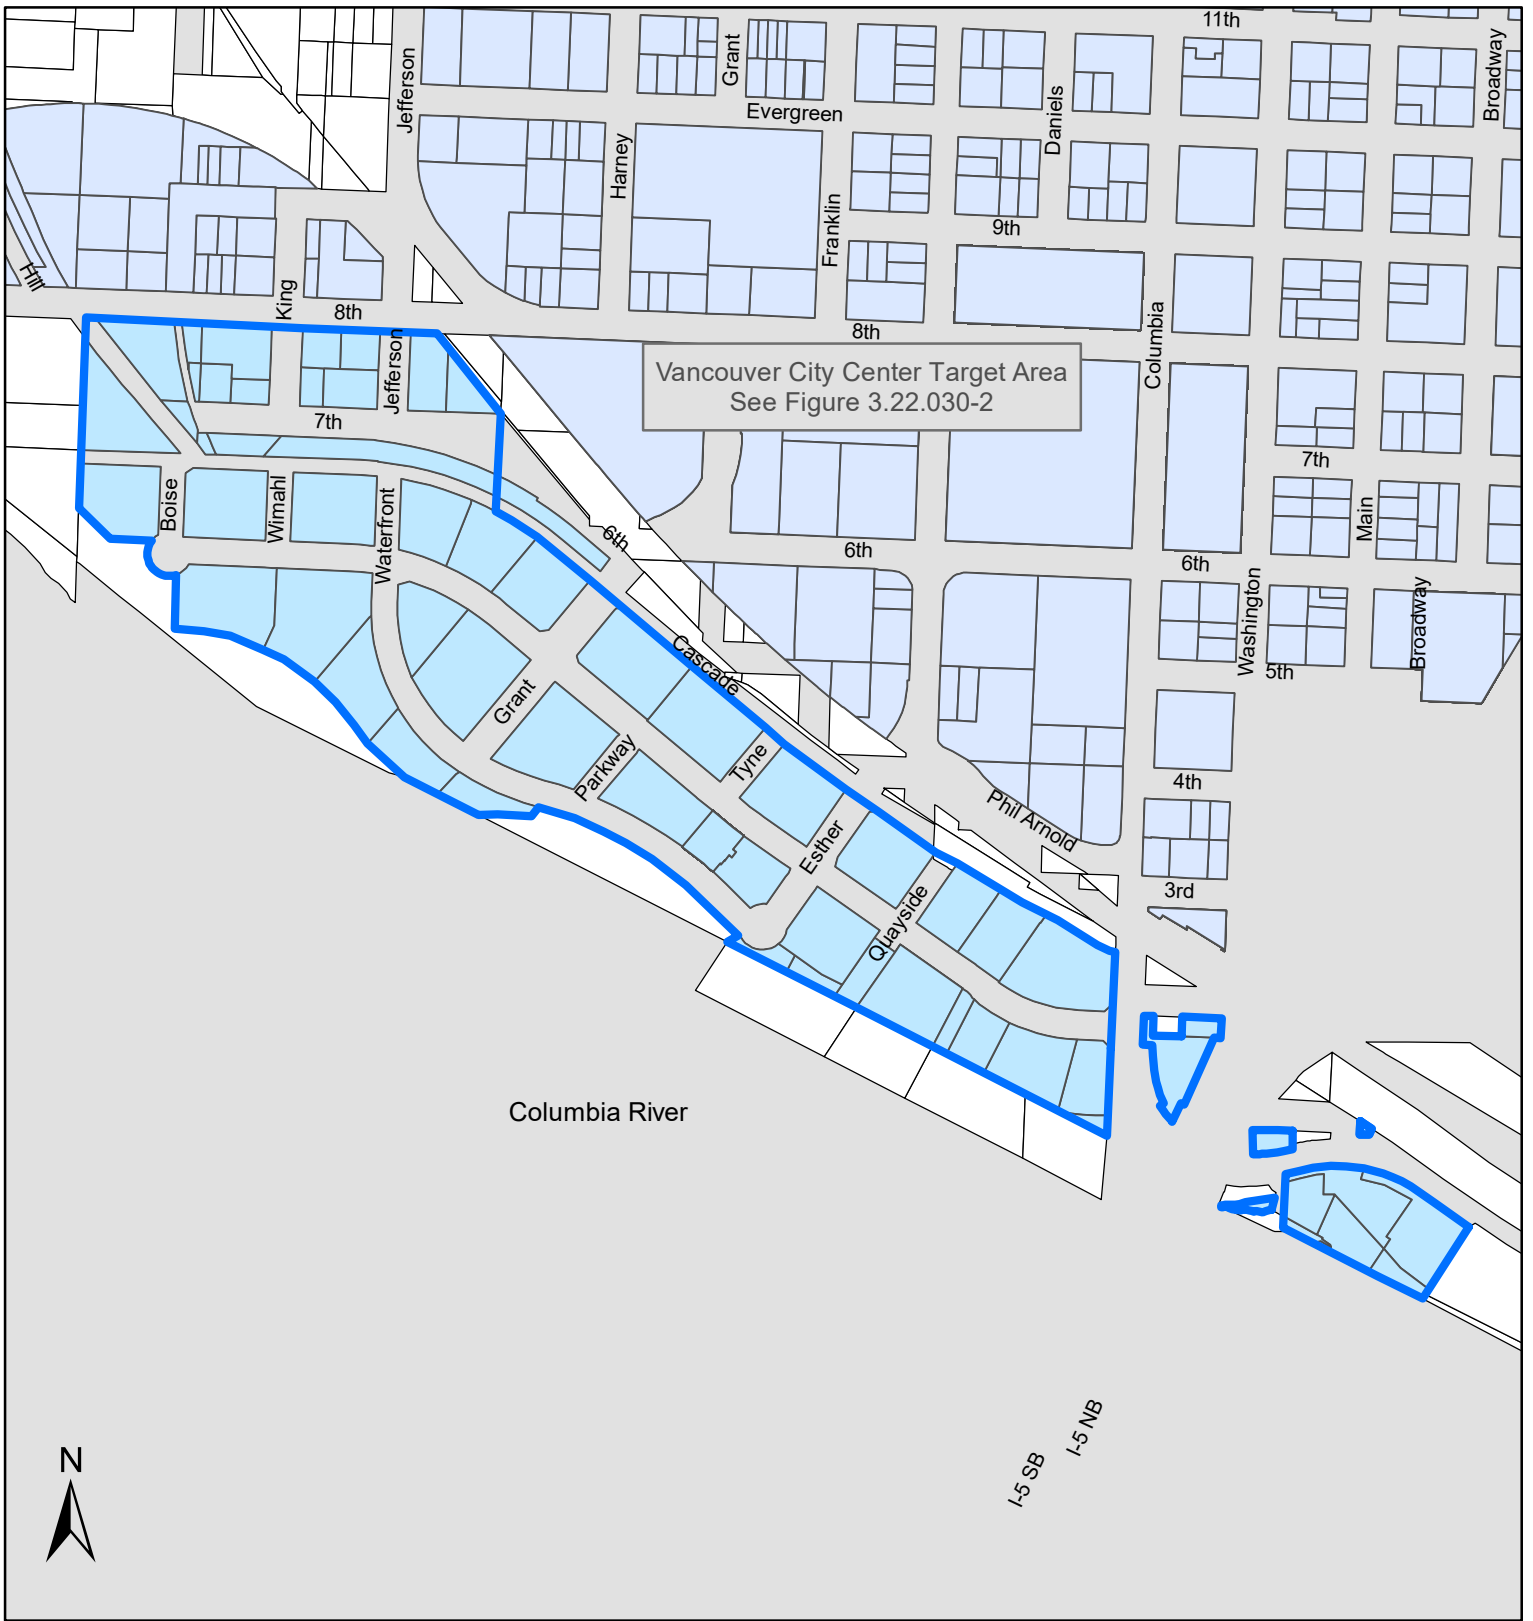 11th
Broadway
Grant
Jefferson
Evergreen
Daniels
Harney
Franklin
9th
Hill
King
8th
8th
Columbia
Jefferson
Vancouver City Center Target Area
See Figure 3.22.030-2
7th
7th
Boise
Wimahl
Waterfront
6th
6th
Main
6th
Washington
Broadway
5th
Cascade
Grant
Parkway
Tyne
4th
Phil Arnold
Esther
3rd
Quayside
Columbia River
I-5 NB
I-5 SB
N